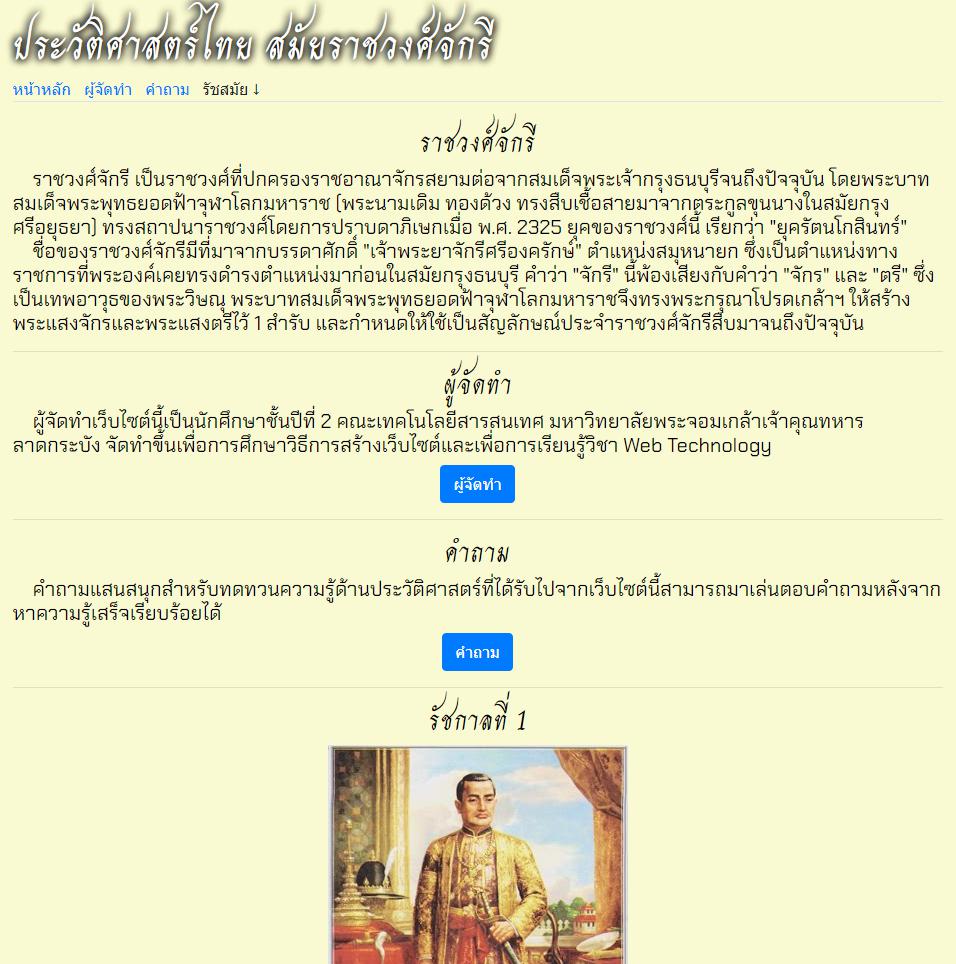 ประวัติศาสตร์ไทย สมัยราชวงศ์จักรี
หน้าหลัก ผู้จัดทำ คำถาม รัชสมัย ↓
ราชวงศ์จักรี
ราชวงศ์จักรี เป็นราชวงศ์ที่ปกครองราชอาณาจักรสยามต่อจากสมเด็จพระเจ้ากรุงธนบุรีจนถึงปัจจุบัน โดยพระบาท
สมเด็จพระพุทธยอดฟ้าจุฬาโลกมหาราช (พระนามเดิม ทองด้วง ทรงสืบเชื้อสายมาจากตระกูลขุนนางในสมัยกรุง
ศรีอยุธยา) ทรงสถาปนาราชวงศ์โดยการปราบดาภิเษกเมื่อ พ.ศ. 2325 ยุคของราชวงศ์นี้ เรียกว่า "ยุครัตนโกสินทร์"
ชื่อของราชวงศ์จักรีมีที่มาจากบรรดาศักดิ์ "เจ้าพระยาจักรีศรีองครักษ์" ตำแหน่งสมุหนายก ซึ่งเป็นตำแหน่งทาง
ราชการที่พระองค์เคยทรงดำรงตำแหน่งมาก่อนในสมัยกรุงธนบุรี คำว่า "จักรี" นี้พ้องเสียงกับคำว่า "จักร" และ "ตรี" ซึ่ง
เป็นเทพอาวุธของพระวิษณุ พระบาทสมเด็จพระพุทธยอดฟ้าจุฬาโลกมหาราชจึงทรงพระกรุณาโปรดเกล้าฯ ให้สร้าง
พระแสงจักรและพระแสงตรีไว้ 1 สำรับ และกำหนดให้ใช้เป็นสัญลักษณ์ประจำราชวงศ์จักรีสืบมาจนถึงปัจจุบัน
ผู้จัดทำ
ผู้จัดทำเว็บไซต์นี้เป็นนักศึกษาชั้นปีที่ 2 คณะเทคโนโลยีสารสนเทศ มหาวิทยาลัยพระจอมเกล้าเจ้าคุณทหาร
ลาดกระบัง จัดทำขึ้นเพื่อการศึกษาวิธีการสร้างเว็บไซต์และเพื่อการเรียนรู้วิชา Web Technology
ผู้จัดทำ
คำถาม
คำถามแสนสนุกสำหรับทดทวนความรู้ด้านประวัติศาสตร์ที่ได้รับไปจากเว็บไซต์นี้สามารถมาเล่นตอบคำถามหลังจาก
หาความรู้เสร็จเรียบร้อยได้
คำถาม
รัชกาลที่ 1